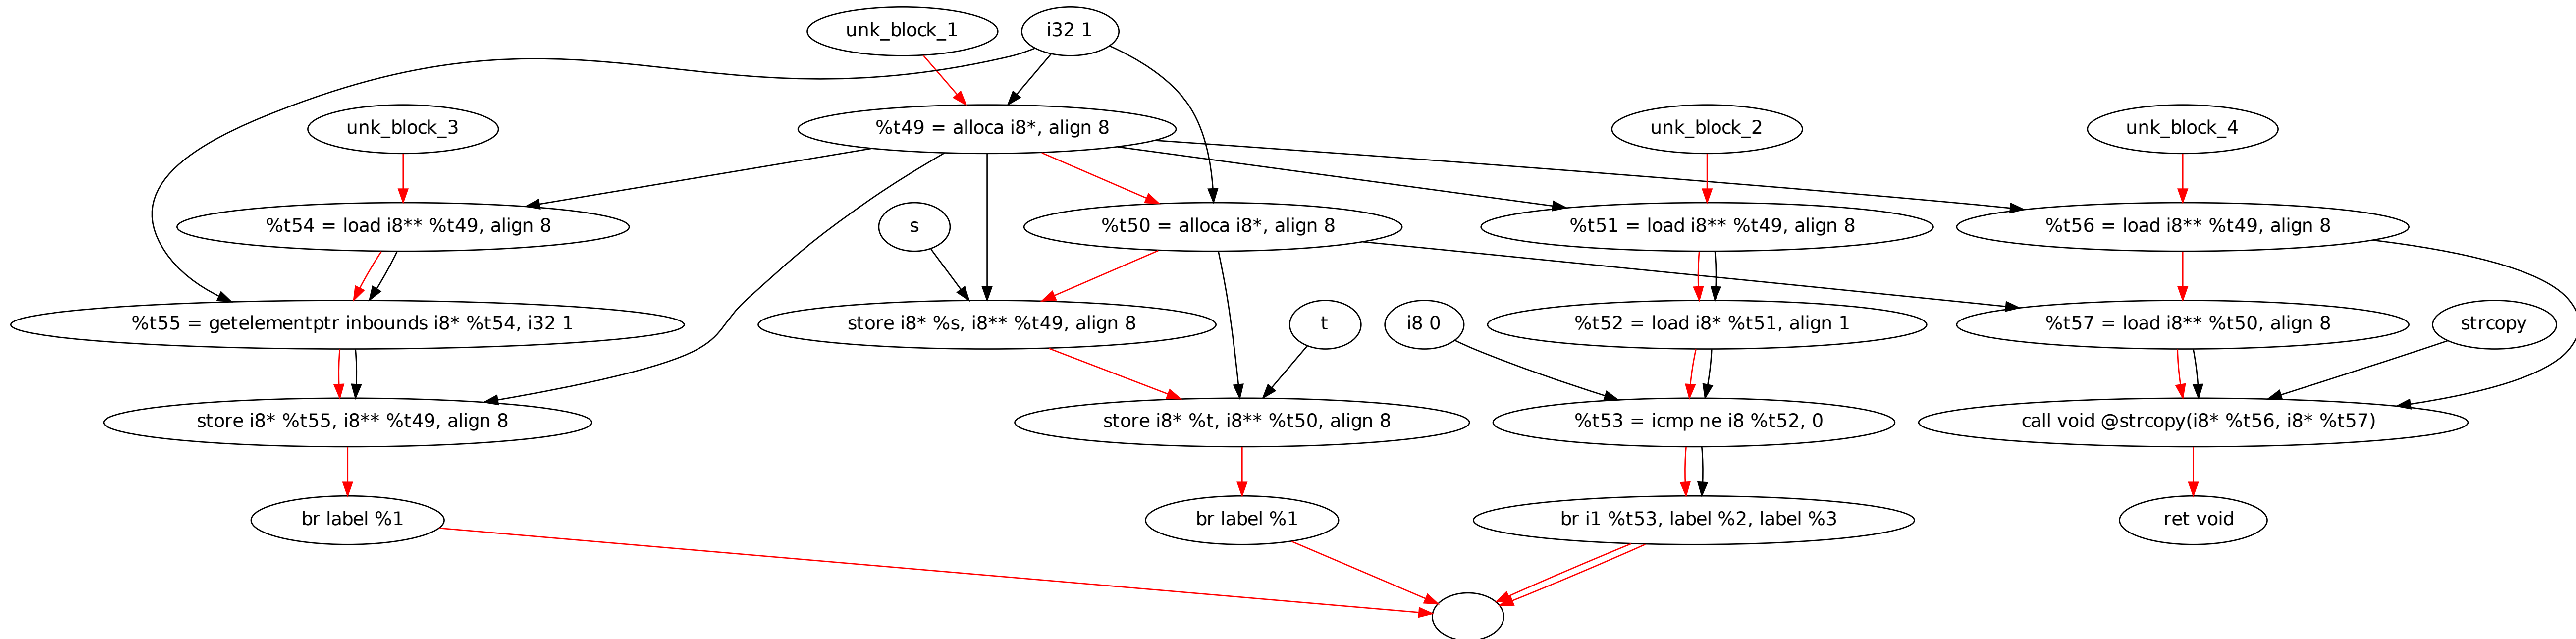 unk_block_1
i32 1
unk_block_3
%t49 = alloca i8*, align 8
unk_block_2
unk_block_4
%t54 = load i8** %t49, align 8
s
%t50 = alloca i8*, align 8
%t51 = load i8** %t49, align 8
%t56 = load i8** %t49, align 8
%t55 = getelementptr inbounds i8* %t54, i32 1
store i8* %s, i8** %t49, align 8
t
i8 0
%t52 = load i8* %t51, align 1
%t57 = load i8** %t50, align 8
strcopy
store i8* %t55, i8** %t49, align 8
store i8* %t, i8** %t50, align 8
%t53 = icmp ne i8 %t52, 0
call void @strcopy(i8* %t56, i8* %t57)
br label %1
br label %1
br i1 %t53, label %2, label %3
ret void